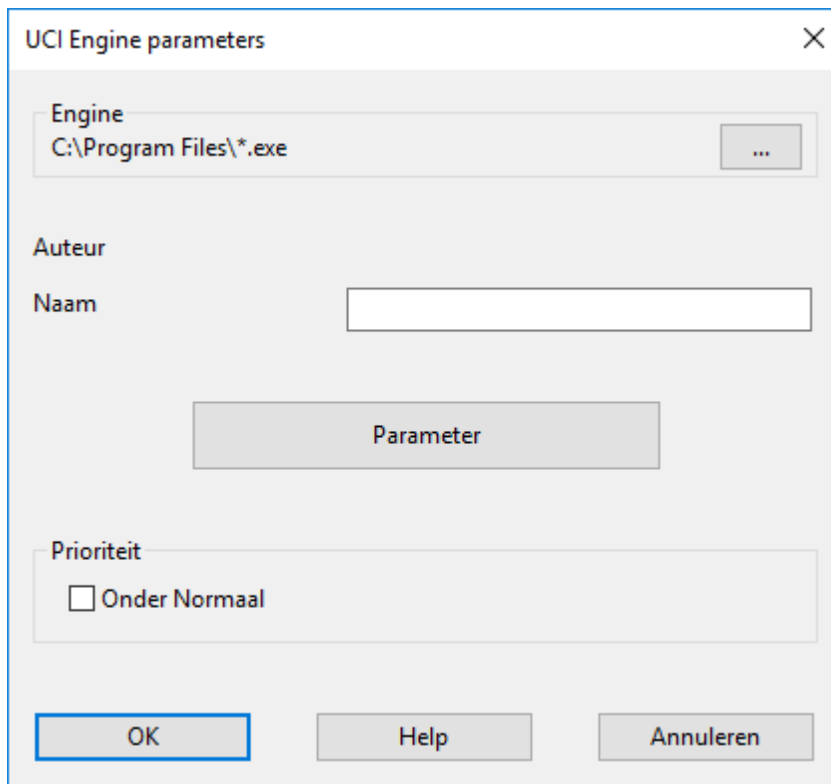 UCI Engine parameters
Engine
C:\Program Files\*.exe
...
Auteur
Naam
Parameter
Prioriteit
Onder Normaal
OK
Help
Annuleren